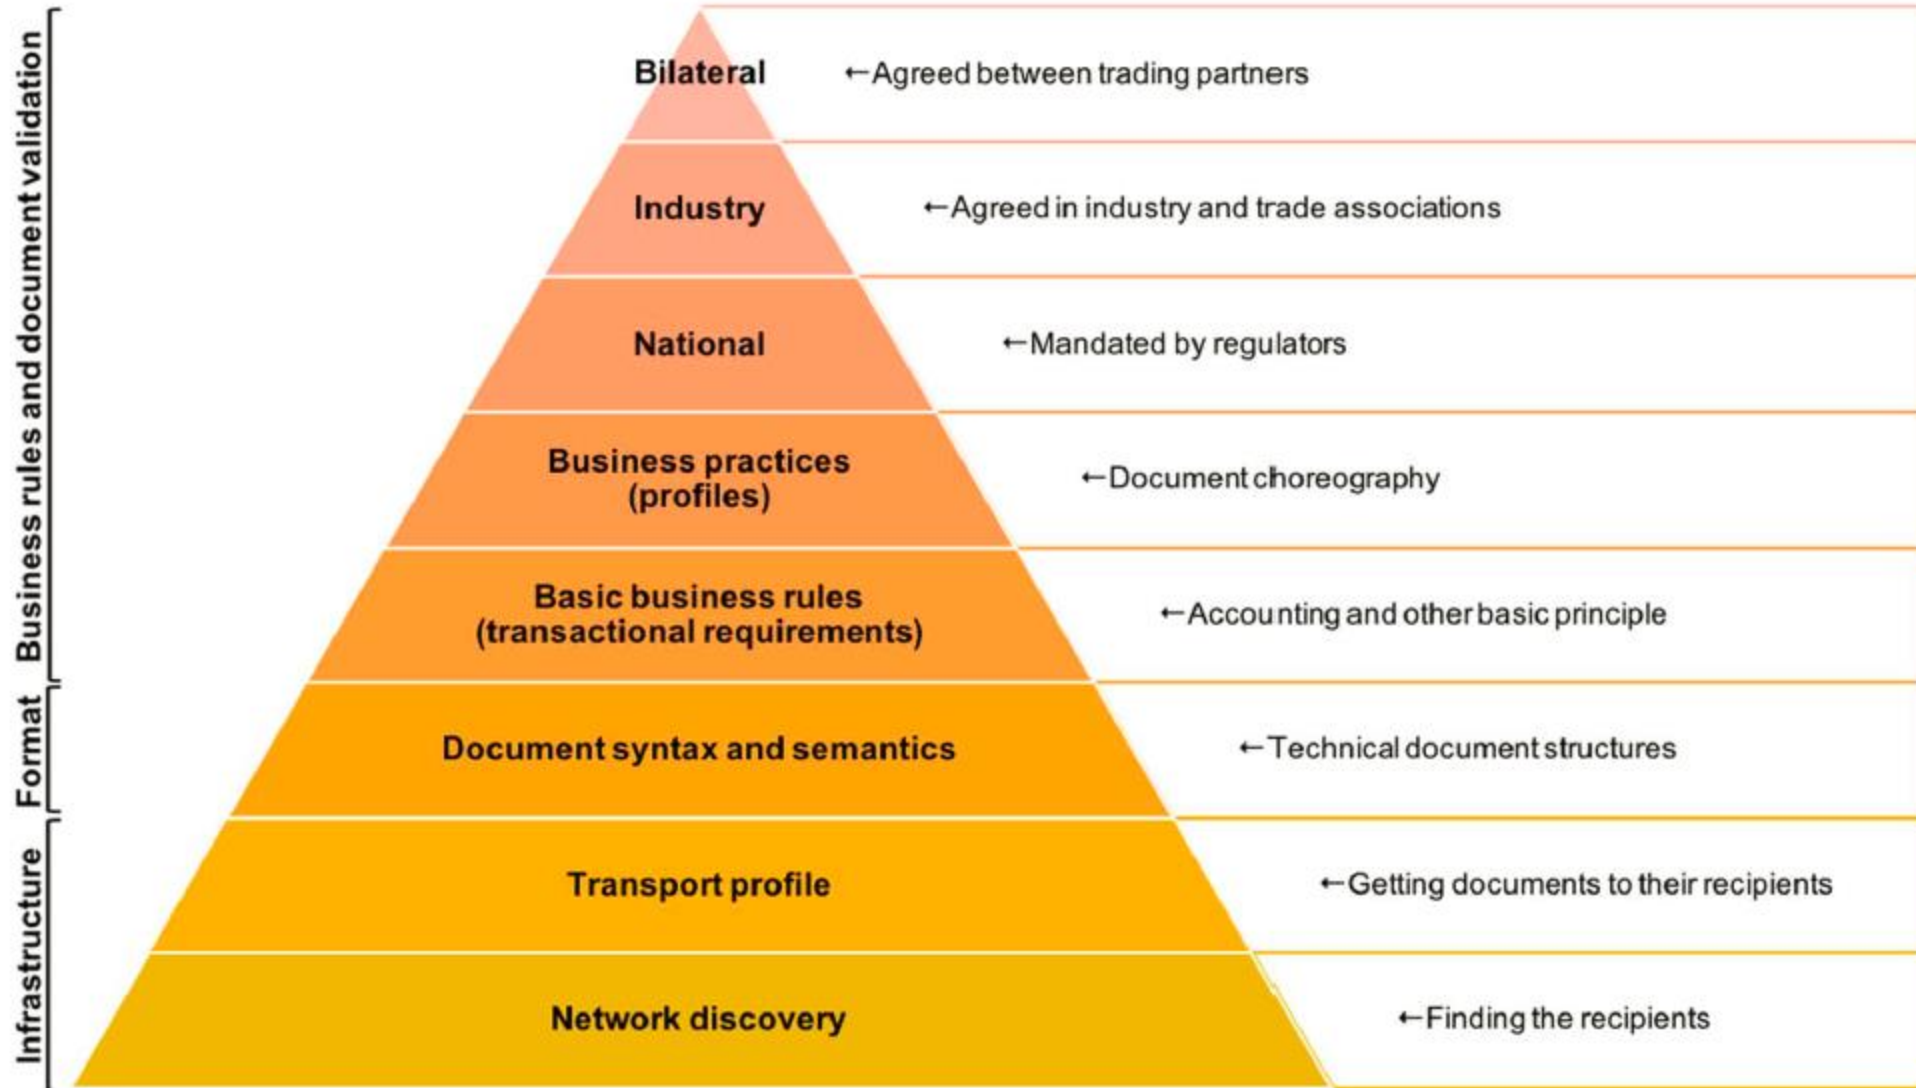 Business rules and document validation
Bilateral
←Agreed between trading partners
Industry
←Agreed in industry and trade associations
National
←Mandated by regulators
Business practices
(profiles)
←Document choreography
Basic business rules
(transactional requirements)
←Accounting and other basic principle
Format
Document syntax and semantics
←Technical document structures
Infrastructure
Transport profile
←Getting documents to their recipients
Network discovery
←Finding the recipients